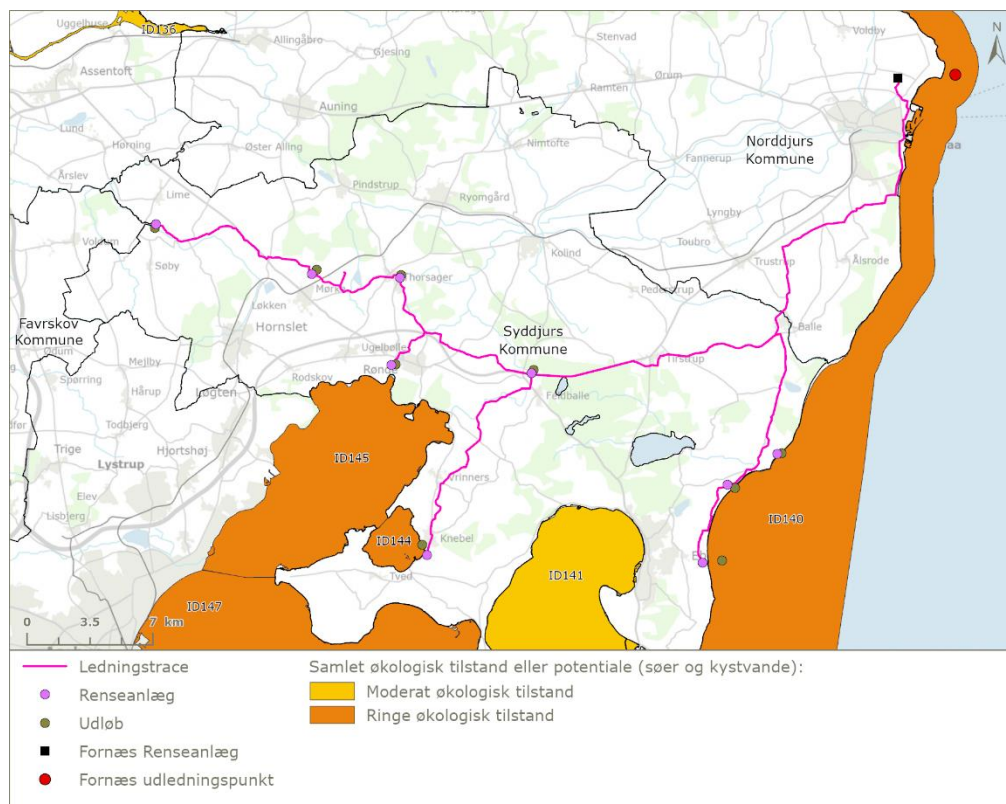 Uggelhuse
ID136
Allingåbro
Gjesing
Stenvad
Voldby
N
Assentoft
Auning
Ramten
Ørum
Lund
Hørning
Øster Alling
Nimtofte
Norddjurs
Kommune
Fannerup
Årslev
Lime
Pindstrup
Ryomgård
Lyngby
Voldum
Søby
Kolind
Toubro
Trustrup
Ålsrode
Thorsager
Pederstrup
Løkken
Hornslet
Favrskov
Kommune
Syddjurs
Kommune
Balle
Ugelbølle
Mejlby
Rodskov
Tirstrup
Spørring
Hårup
Løgten
Feldballe
Todbjerg
Trige
Hjortshøj
Lystrup
ID145
Elev
Lisbjerg
ID140
ID144
Knebel
ID141
Tved
ID147
0 3.5 7 km
Ledningstrace
Renseanlæg
Udløb
Fornæs Renseanlæg
Fornæs udledningspunkt
Samlet økologisk tilstand eller potentiale (søer og kystvande):
Moderat økologisk tilstand
Ringe økologisk tilstand